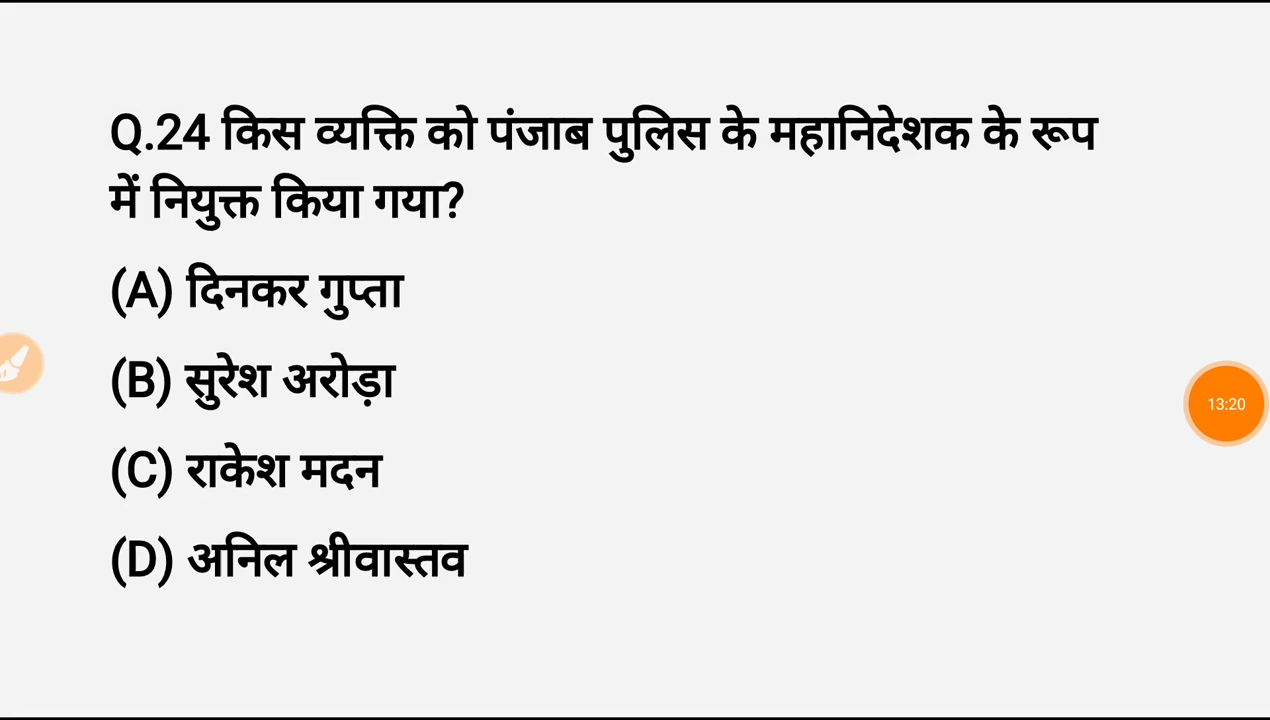 Q.24 किस व्यक्ति को पंजाब पुलिस के महानिदेशक के रूप
में नियुक्त किया गया?
(A) दिनकर गुप्ता
(B) सुरेश अरोड़ा
13:20
(C) राकेश मदन
(D) अनिल श्रीवास्तव